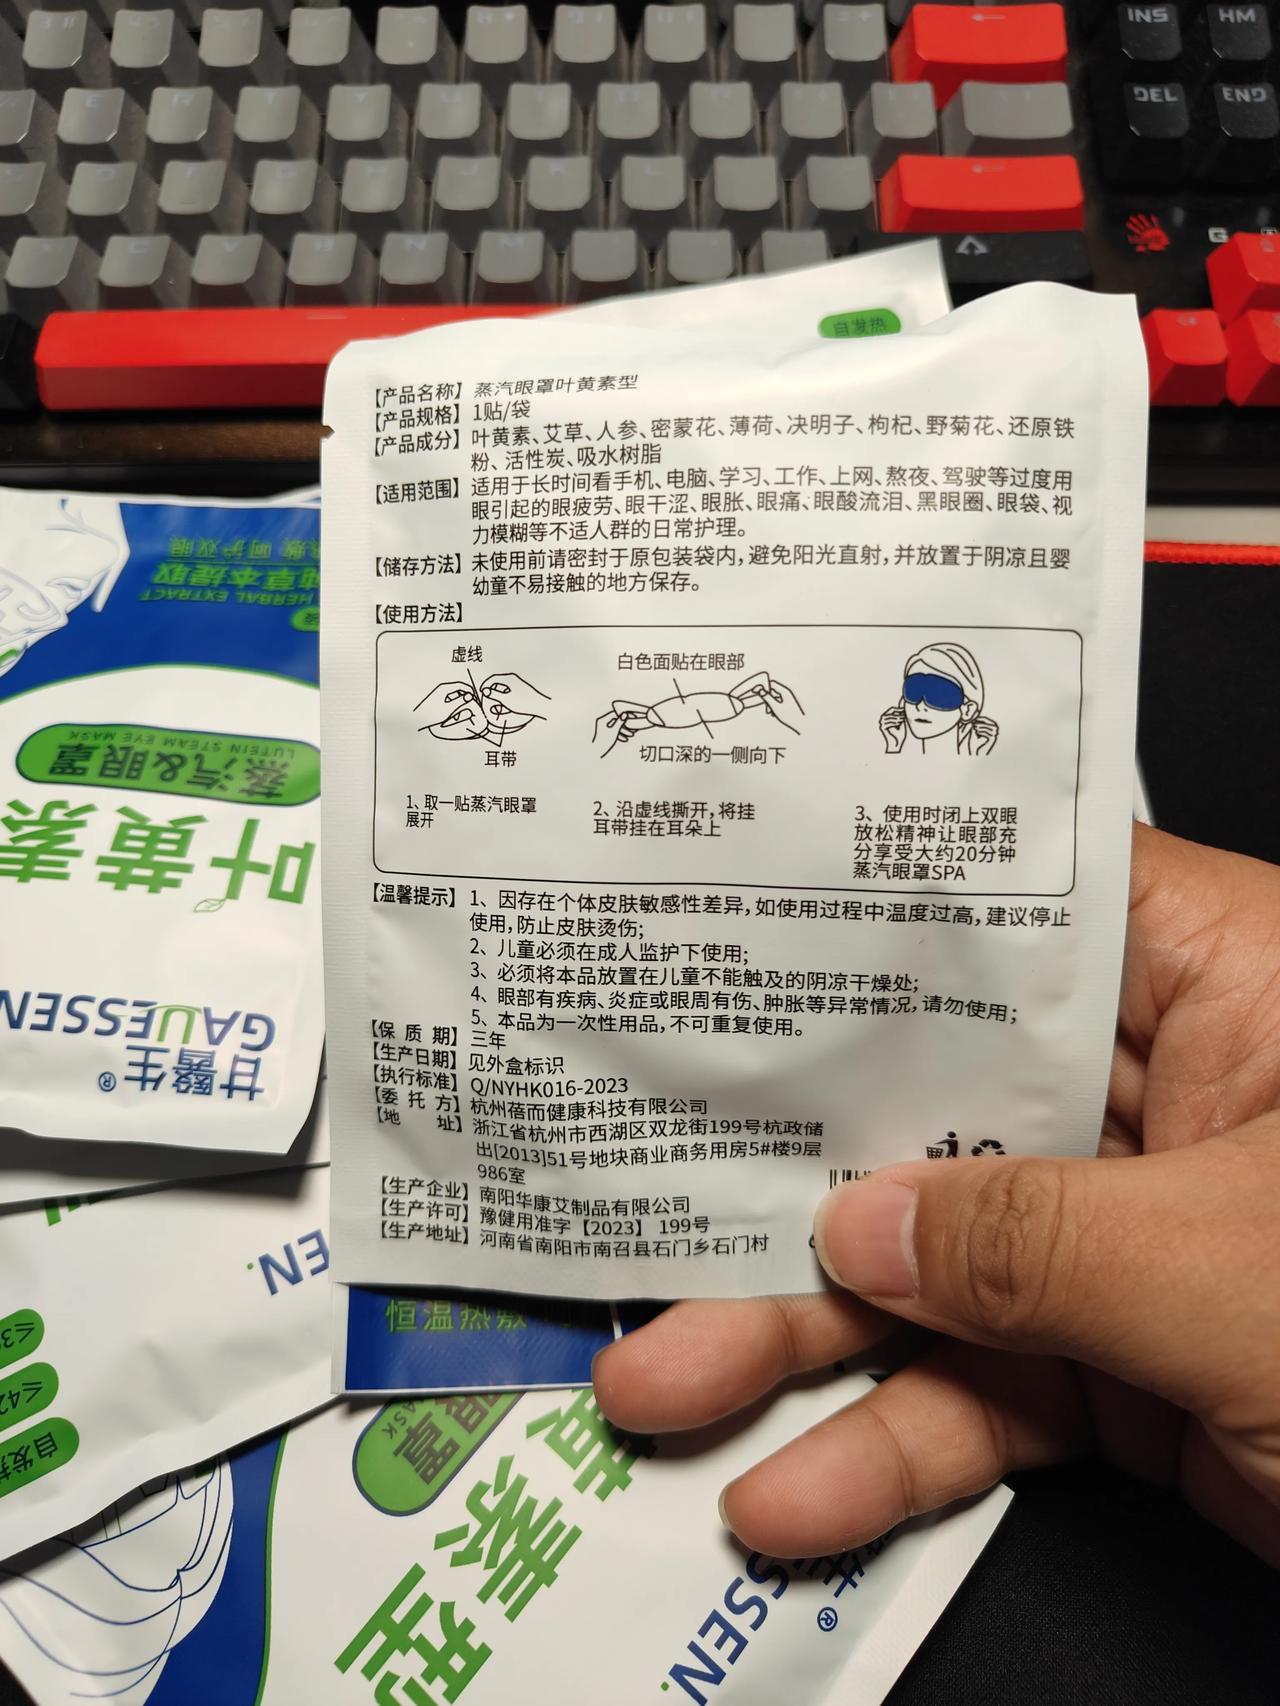 INS
HM
DEL
END
自发热
【产品名称】蒸汽眼罩叶黄素型
【产品规格】1贴/袋
【产品成分】叶黄素、艾草、人参、密蒙花、薄荷、决明子、枸杞、野菊花、还原铁
粉、活性炭、吸水树脂
【适用范围】适用于长时间看手机、电脑、学习、工作、上网、熬夜、驾驶等过度用
眼引起的眼疲劳、眼干涩、眼胀、眼痛、眼酸流泪、黑眼圈、眼袋、视
力模糊等不适人群的日常护理。
【储存方法】未使用前请密封于原包装袋内,避免阳光直射,并放置于阴凉且婴
幼童不易接触的地方保存。
【使用方法】
虚线
耳带
白色面贴在眼部
切口深的一侧向下
1、取一贴蒸汽眼罩
展开
2、沿虚线撕开,将挂
耳带挂在耳朵上
3、使用时闭上双眼
放松精神让眼部充
分享受大约20分钟
蒸汽眼罩SPA
【温馨提示】1、因存在个体皮肤敏感性差异,如使用过程中温度过高,建议停止
使用,防止皮肤烫伤;
2、儿童必须在成人监护下使用;
3、必须将本品放置在儿童不能触及的阴凉干燥处;
4、眼部有疾病、炎症或眼周有伤、肿胀等异常情况,请勿使用;
5、本品为一次性用品,不可重复使用。
【保 质 期】三年
【生产日期】见外盒标识
【执行标准】Q/NYHK016-2023
【委 托 方】杭州蓓而健康科技有限公司
【地 址】浙江省杭州市西湖区双龙街199号杭政储
出[2013]51号地块商业商务用房5#楼9层
986室
【生产企业】南阳华康艾制品有限公司
【生产许可】豫健用准字【2023】 199号
【生产地址】河南省南阳市南召县石门乡石门村
甘醫生®
GAUESSEN
叶黄素
蒸汽&眼罩
LUTEIN STEAM EYE MASK
HERBAL EXTRACT
草本提取
呵护双眼
EN.
自发热
恒温热敷
眼罩
ASK
黄素型
生®
SSEN.